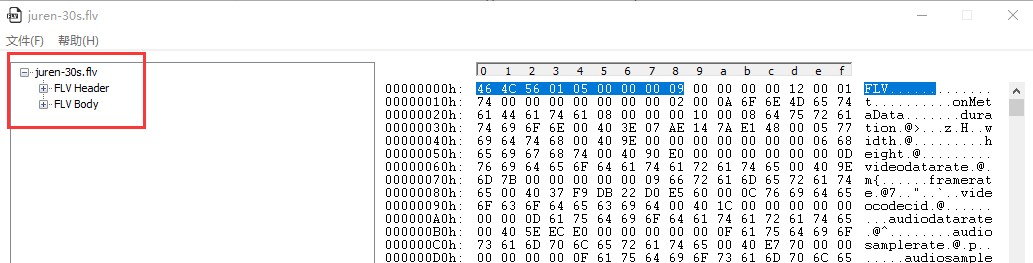 juren-30s.flv
文件(F) 帮助(H)
juren-30s.flv
FLV Header
FLV Body
0 1 2 3 4 5 6 7 8 9 a b c d e f
00000000h: 46 4C 56 01 05 00 00 00 09 00 00 00 00 12 00 01 FLV.............
00000010h: 74 00 00 00 00 00 00 00 02 00 0A 6F 6E 4D 65 74 t..........onMet
00000020h: 61 44 61 74 61 08 00 00 00 10 00 08 64 75 72 61 aData.......dura
00000030h: 74 69 6F 6E 00 40 3E 07 AE 14 7A E1 48 00 05 77 tion.@>...z.H..w
00000040h: 69 64 74 68 00 40 9E 00 00 00 00 00 00 00 06 68 idth.@.........h
00000050h: 65 69 67 68 74 00 40 90 E0 00 00 00 00 00 00 0D eight.@.........
00000060h: 76 69 64 65 6F 64 61 74 61 72 61 74 65 00 40 9E videodatarate.@.
00000070h: 6D 7B 00 00 00 00 00 09 66 72 61 6D 65 72 61 74 m{......framerat
00000080h: 65 00 40 37 F9 DB 22 D0 E5 60 00 0C 76 69 64 65 e.@7.."..`..vide
00000090h: 6F 63 6F 64 65 63 69 64 00 40 1C 00 00 00 00 00 ocodecid.@......
000000A0h: 00 00 0D 61 75 64 69 6F 64 61 74 61 72 61 74 65 ...audiodatarate
000000B0h: 00 40 5E EC E0 00 00 00 00 00 0F 61 75 64 69 6F .@^........audio
000000C0h: 73 61 6D 70 6C 65 72 61 74 65 00 40 E7 70 00 00 samplerate.@.p..
000000D0h: 00 00 00 00 0F 61 75 64 69 6F 73 61 6D 70 6C 65 .....audiosample